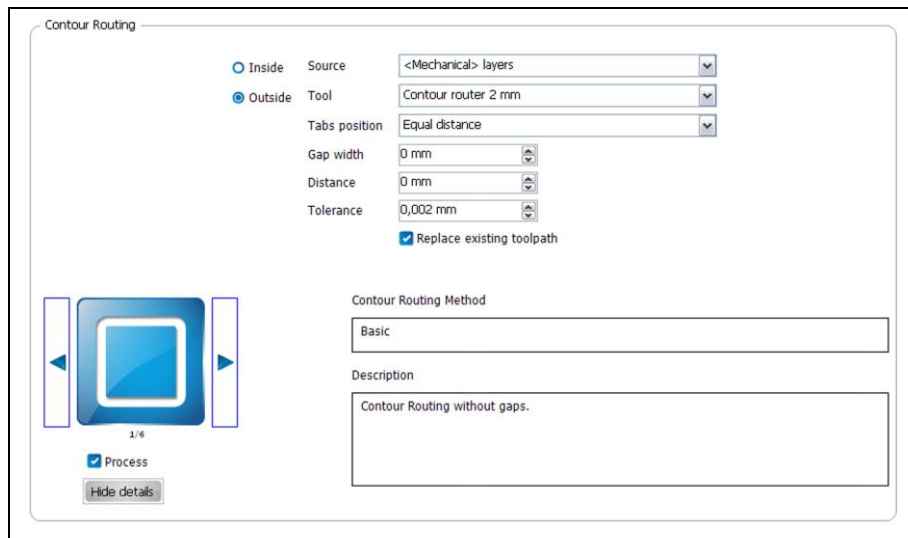 Contour Routing
Inside
Source
<Mechanical> layers
Outside
Tool
Contour router 2 mm
Tabs position
Equal distance
Gap width
0 mm
Distance
0 mm
Tolerance
0,002 mm
Replace existing toolpath
Contour Routing Method
Basic
Description
Contour Routing without gaps.
1/6
Process
Hide details